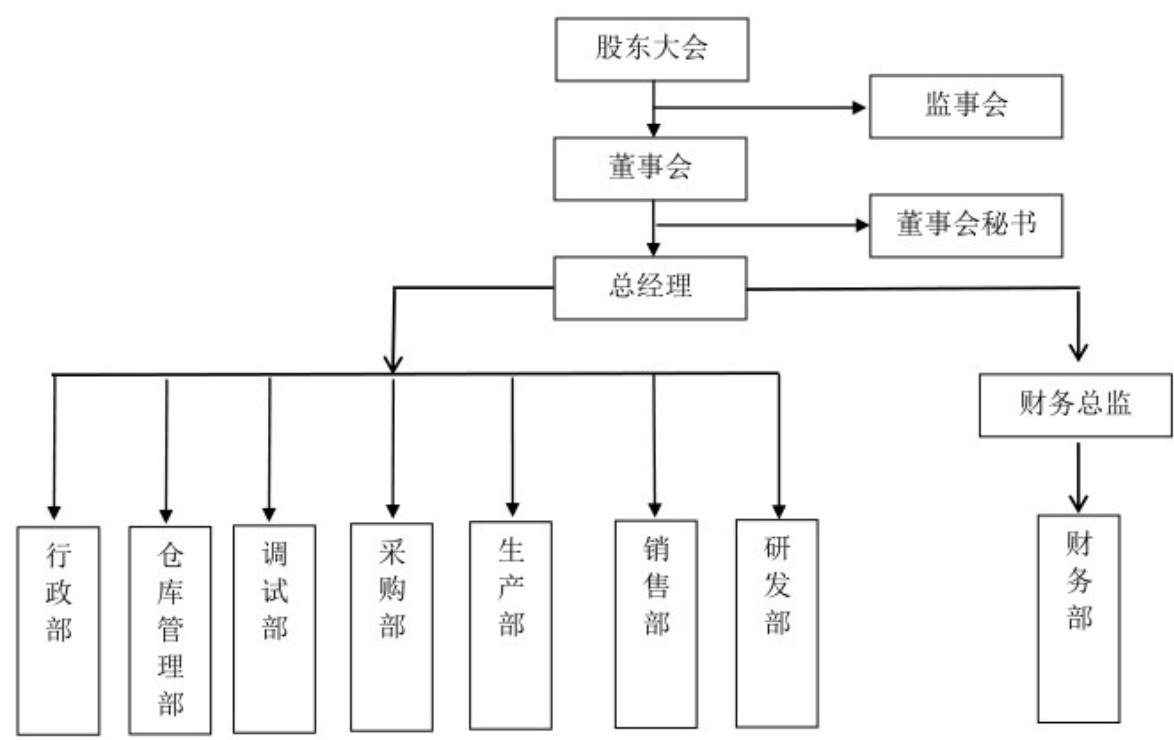 股东大会
监事会
董事会
董事会秘书
总经理
财务总监
行政部
仓库管理部
调试部
采购部
生产部
销售部
研发部
财务部